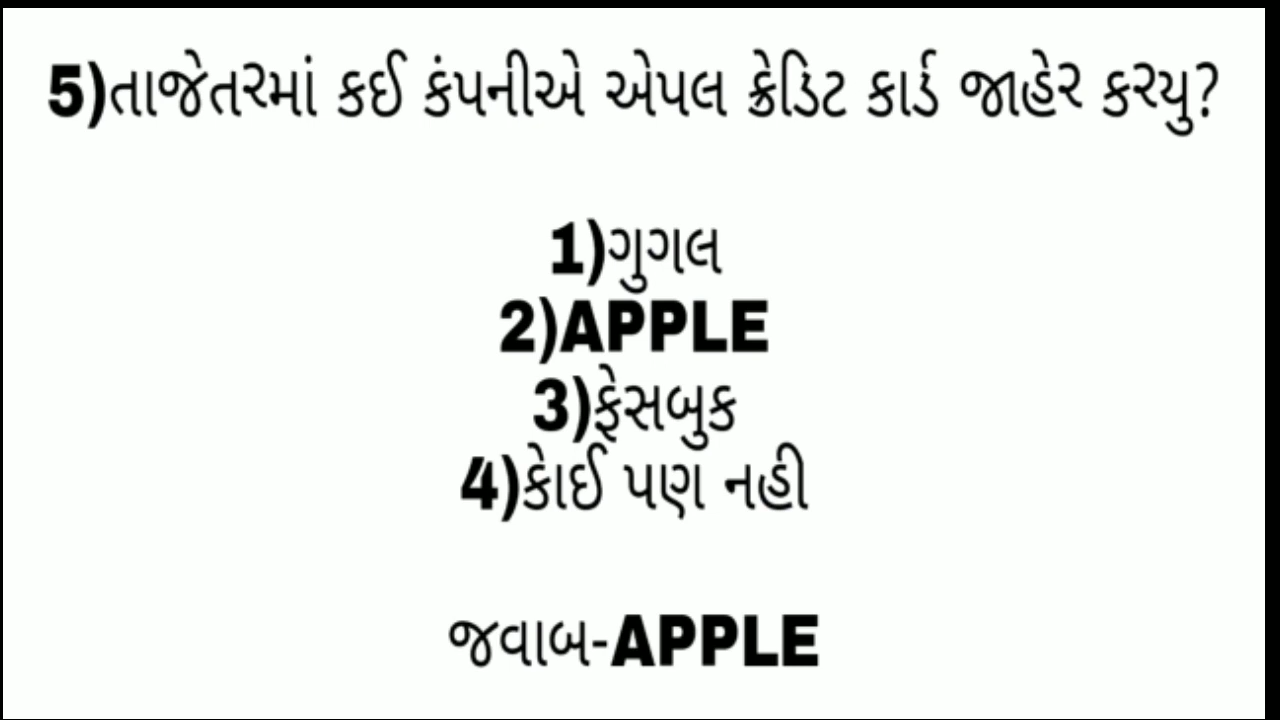 5)તાજેતરમાં કઈ કંપનીએ એપલ ક્રેડિટ કાર્ડ જાહેર કરયુ?
1)ગુગલ
2)APPLE
3)ફેસબુક
4)કોઈ પણ નહી
જવાબ-APPLE